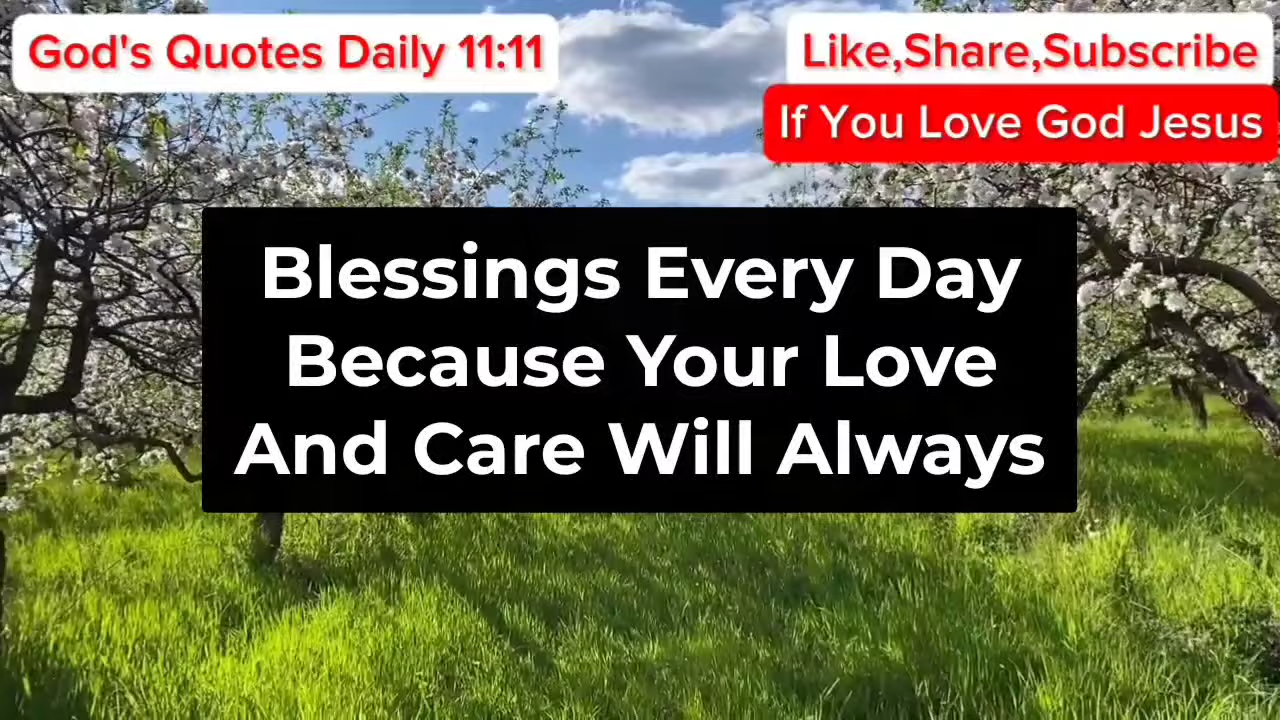 God's Quotes Daily 11:11
Like,Share,Subscribe
If You Love God Jesus
Blessings Every Day
Because Your Love
And Care Will Always